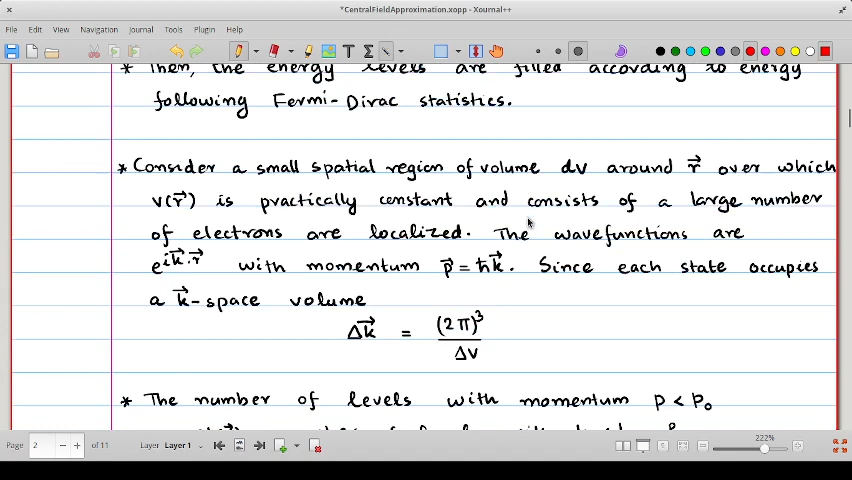 *CentralFieldApproximation.xopp - Xournal++
File Edit View Navigation Journal Tools Plugin Help
* Then, the energy levels are filled according to energy
following Fermi-Dirac statistics.
* Consider a small spatial region of volume dv around r⃗ over which
v(r⃗) is practically constant and consists of a large number
of electrons are localized. The wavefunctions are
e^{ik⃗.r⃗} with momentum p⃗ = ħk⃗. Since each state occupies
a k⃗-space volume
Δk⃗ = (2π)³ / Δv
* The number of levels with momentum p < p₀
Page 2 of 11 Layer Layer 1 222%